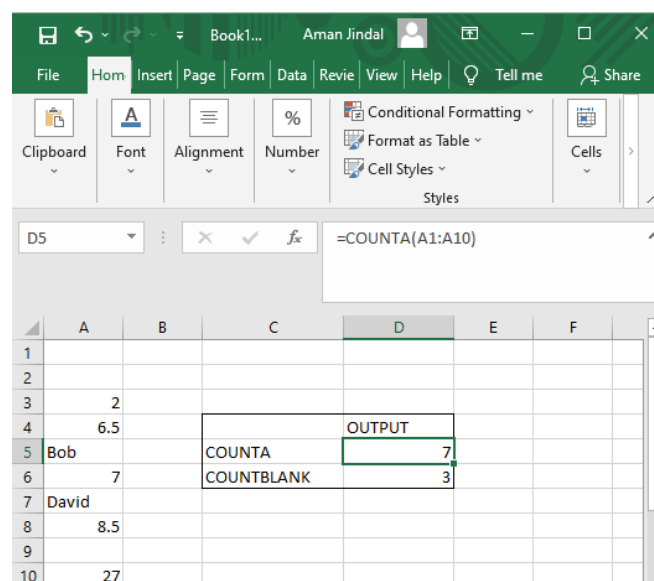 Book1... Aman Jindal
File Hom Insert Page Form Data Revie View Help Tell me Share
Clipboard Font Alignment Number Conditional Formatting Cells
Format as Table
Cell Styles
Styles
D5 fx =COUNTA(A1:A10)
A B C D E F
1
2
3 2
4 6.5 OUTPUT
5 Bob COUNTA 7
6 7 COUNTBLANK 3
7 David
8 8.5
9
10 27